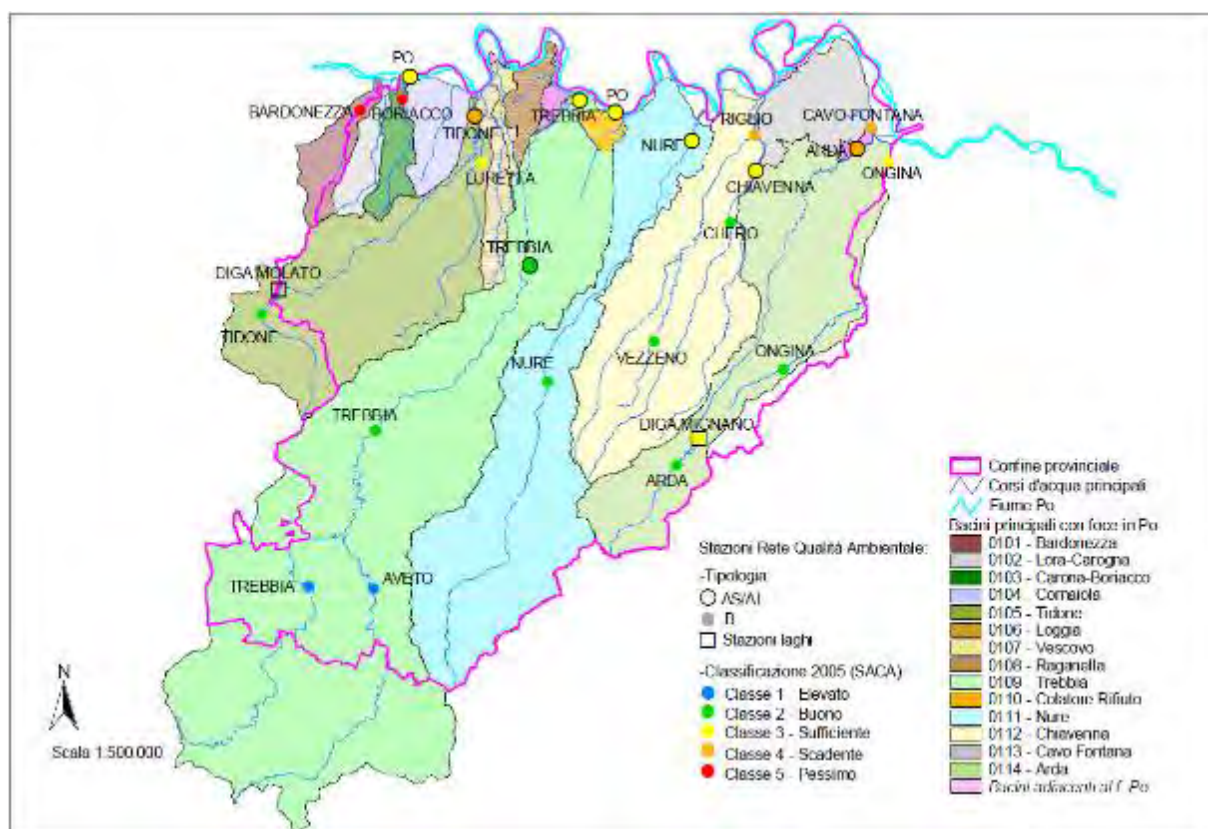 PO
BARDONEZZA
BORIACCO
TIDONE
LURETTA
TREBBIA
PO
NURE
RIGLIO
CAVO FONTANA
ARDA
ONGINA
CHIAVENNA
CHERO
TREBBIA
DIGA MOLATO
TIDONE
NURE
VEZZENO
ONGINA
TREBBIA
DIGA MIGNANO
ARDA
TREBBIA
AVETO
N
Scala 1:500.000
Stazioni Rete Qualità Ambientale:
-Tipologia
AS/AI
B
Stazioni laghi
-Classificazione 2005 (SACA)
Classe 1 - Elevato
Classe 2 - Buono
Classe 3 - Sufficiente
Classe 4 - Scadente
Classe 5 - Pessimo
Confine provinciale
Corsi d'acqua principali
Fiume Po
Bacini principali con foce in Po
0101 - Bardonezza
0102 - Lora-Carogna
0103 - Carona-Boriacco
0104 - Cornaiola
0105 - Tidone
0106 - Loggia
0107 - Vescovo
0108 - Raganella
0109 - Trebbia
0110 - Colatore Rifiuto
0111 - Nure
0112 - Chiavenna
0113 - Cavo Fontana
0114 - Arda
Bacini adiacenti al f. Po